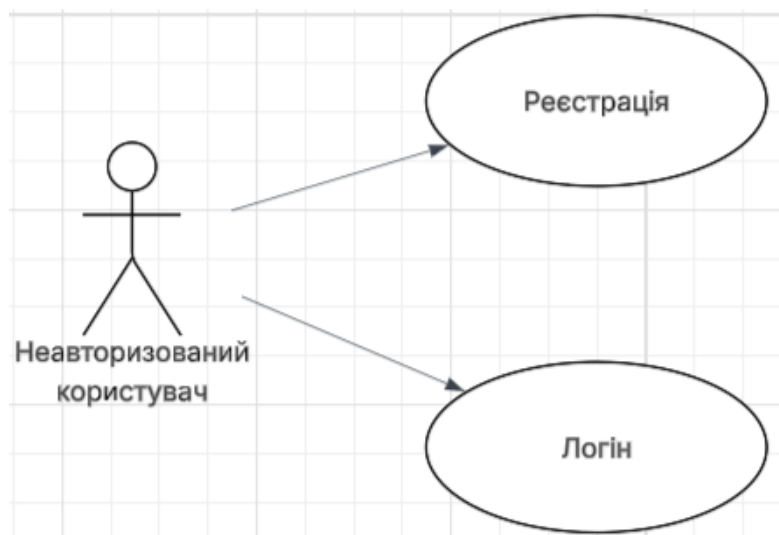 Реєстрація
Неавторизований
користувач
Логін